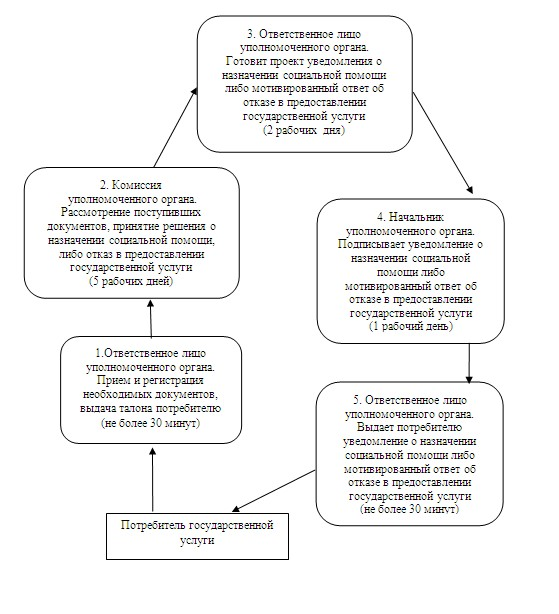 3. Ответственное лицо
уполномоченного органа.
Готовит проект уведомления о
назначении социальной помощи
либо мотивированный ответ об
отказе в предоставлении
государственной услуги
(2 рабочих дня)
2. Комиссия
уполномоченного органа.
Рассмотрение поступивших
документов, принятие решения о
назначении социальной помощи,
либо отказ в предоставлении
государственной услуги
(5 рабочих дней)
4. Начальник
уполномоченного органа.
Подписывает уведомление о
назначении социальной
помощи либо
мотивированный ответ об
отказе в предоставлении
государственной услуги
(1 рабочий день)
1.Ответственное лицо
уполномоченного органа.
Прием и регистрация
необходимых документов,
выдача талона потребителю
(не более 30 минут)
5. Ответственное лицо
уполномоченного органа.
Выдает потребителю
уведомление о назначении
социальной помощи либо
мотивированный ответ об
отказе в предоставлении
государственной услуги
(не более 30 минут)
Потребитель государственной
услуги